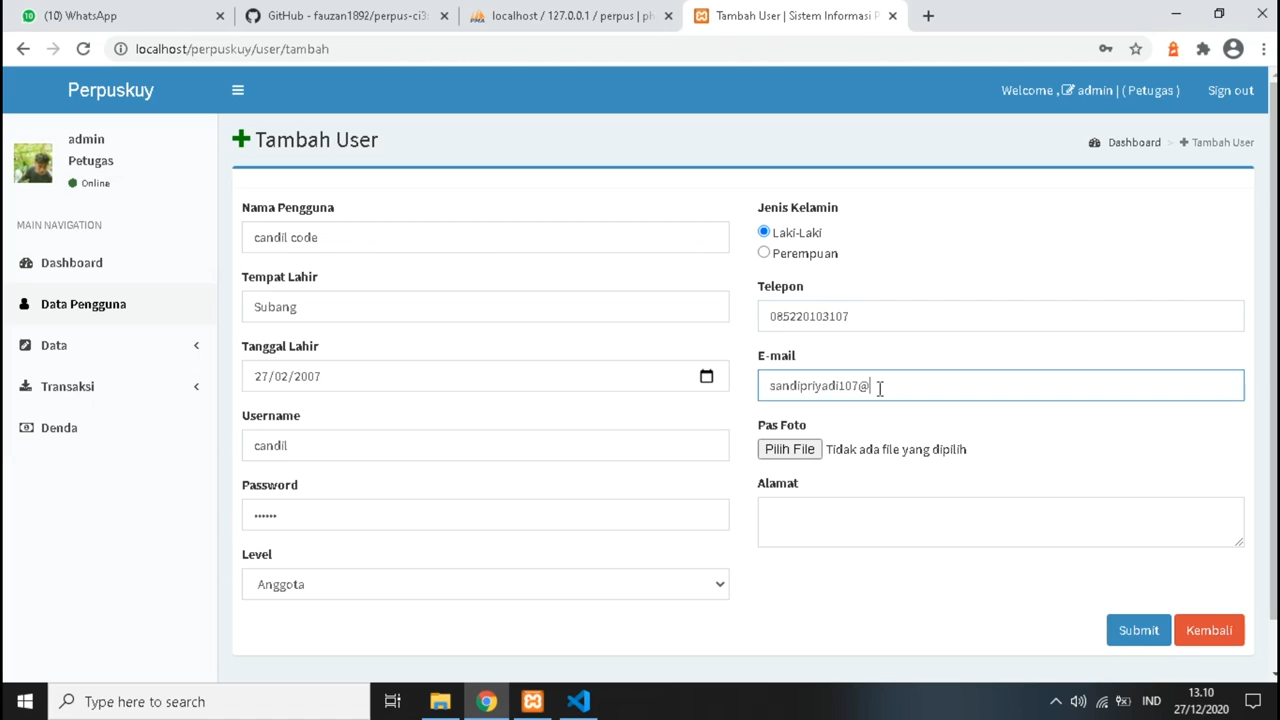 (10) WhatsApp
GitHub - fauzan1892/perpus-ci3
localhost / 127.0.0.1 / perpus | ph
Tambah User | Sistem Informasi P
localhost/perpuskuy/user/tambah
Perpuskuy
Welcome , admin | ( Petugas )
Sign out
admin
Petugas
Online
MAIN NAVIGATION
Dashboard
Data Pengguna
Data
Transaksi
Denda
Tambah User
Dashboard > Tambah User
Nama Pengguna
candil code
Tempat Lahir
Subang
Tanggal Lahir
27/02/2007
Username
candil
Password
••••••
Level
Anggota
Jenis Kelamin
Laki-Laki
Perempuan
Telepon
085220103107
E-mail
sandipriyadi107@
Pas Foto
Pilih File Tidak ada file yang dipilih
Alamat
Submit
Kembali
Type here to search
IND
13.10
27/12/2020